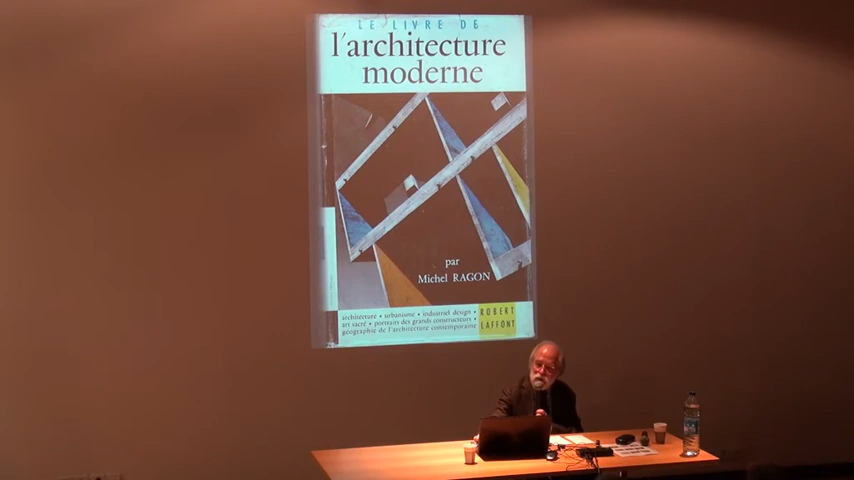 LE LIVRE DE
l'architecture
moderne
par
Michel RAGON
architecture • urbanisme • industriel design •
art sacré • portraits des grands constructeurs •
géographie de l'architecture contemporaine
ROBERT
LAFFONT